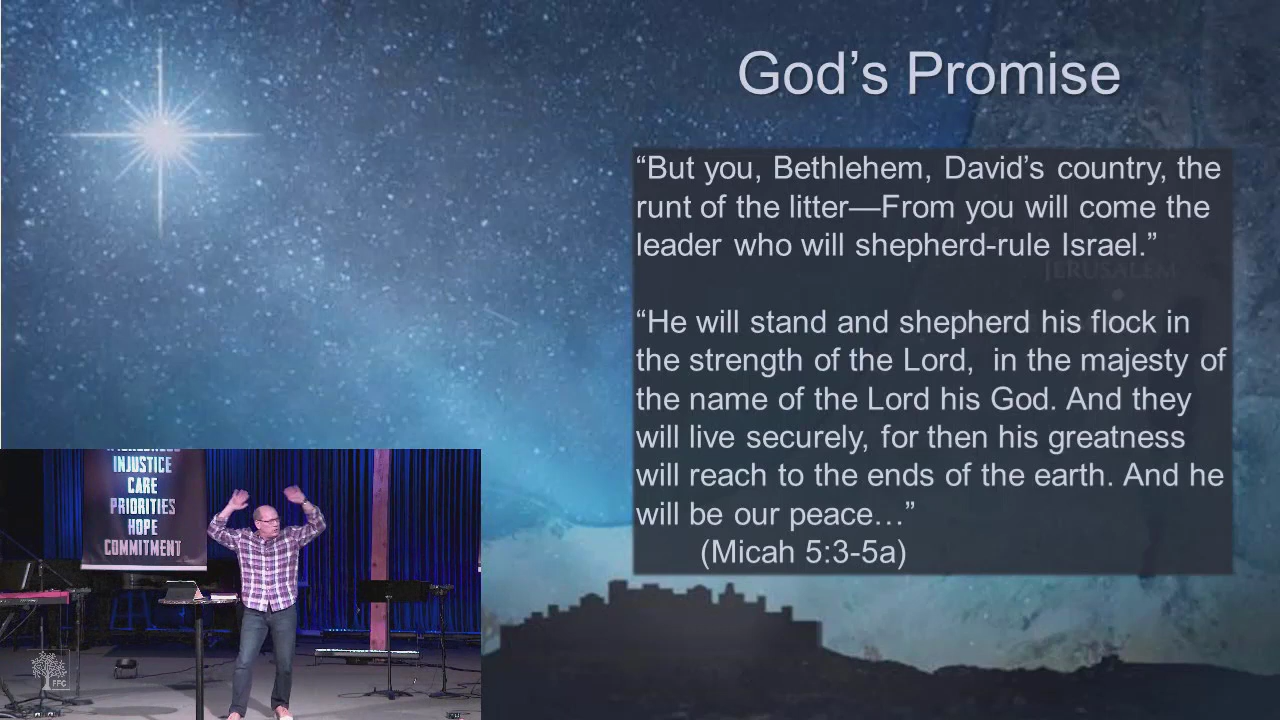 God’s Promise
“But you, Bethlehem, David’s country, the
runt of the litter—From you will come the
leader who will shepherd-rule Israel.”
JERUSALEM
“He will stand and shepherd his flock in
the strength of the Lord,  in the majesty of
the name of the Lord his God. And they
will live securely, for then his greatness
will reach to the ends of the earth. And he
will be our peace…”
(Micah 5:3-5a)
INJUSTICE
CARE
PRIORITIES
HOPE
COMMITMENT
FFC